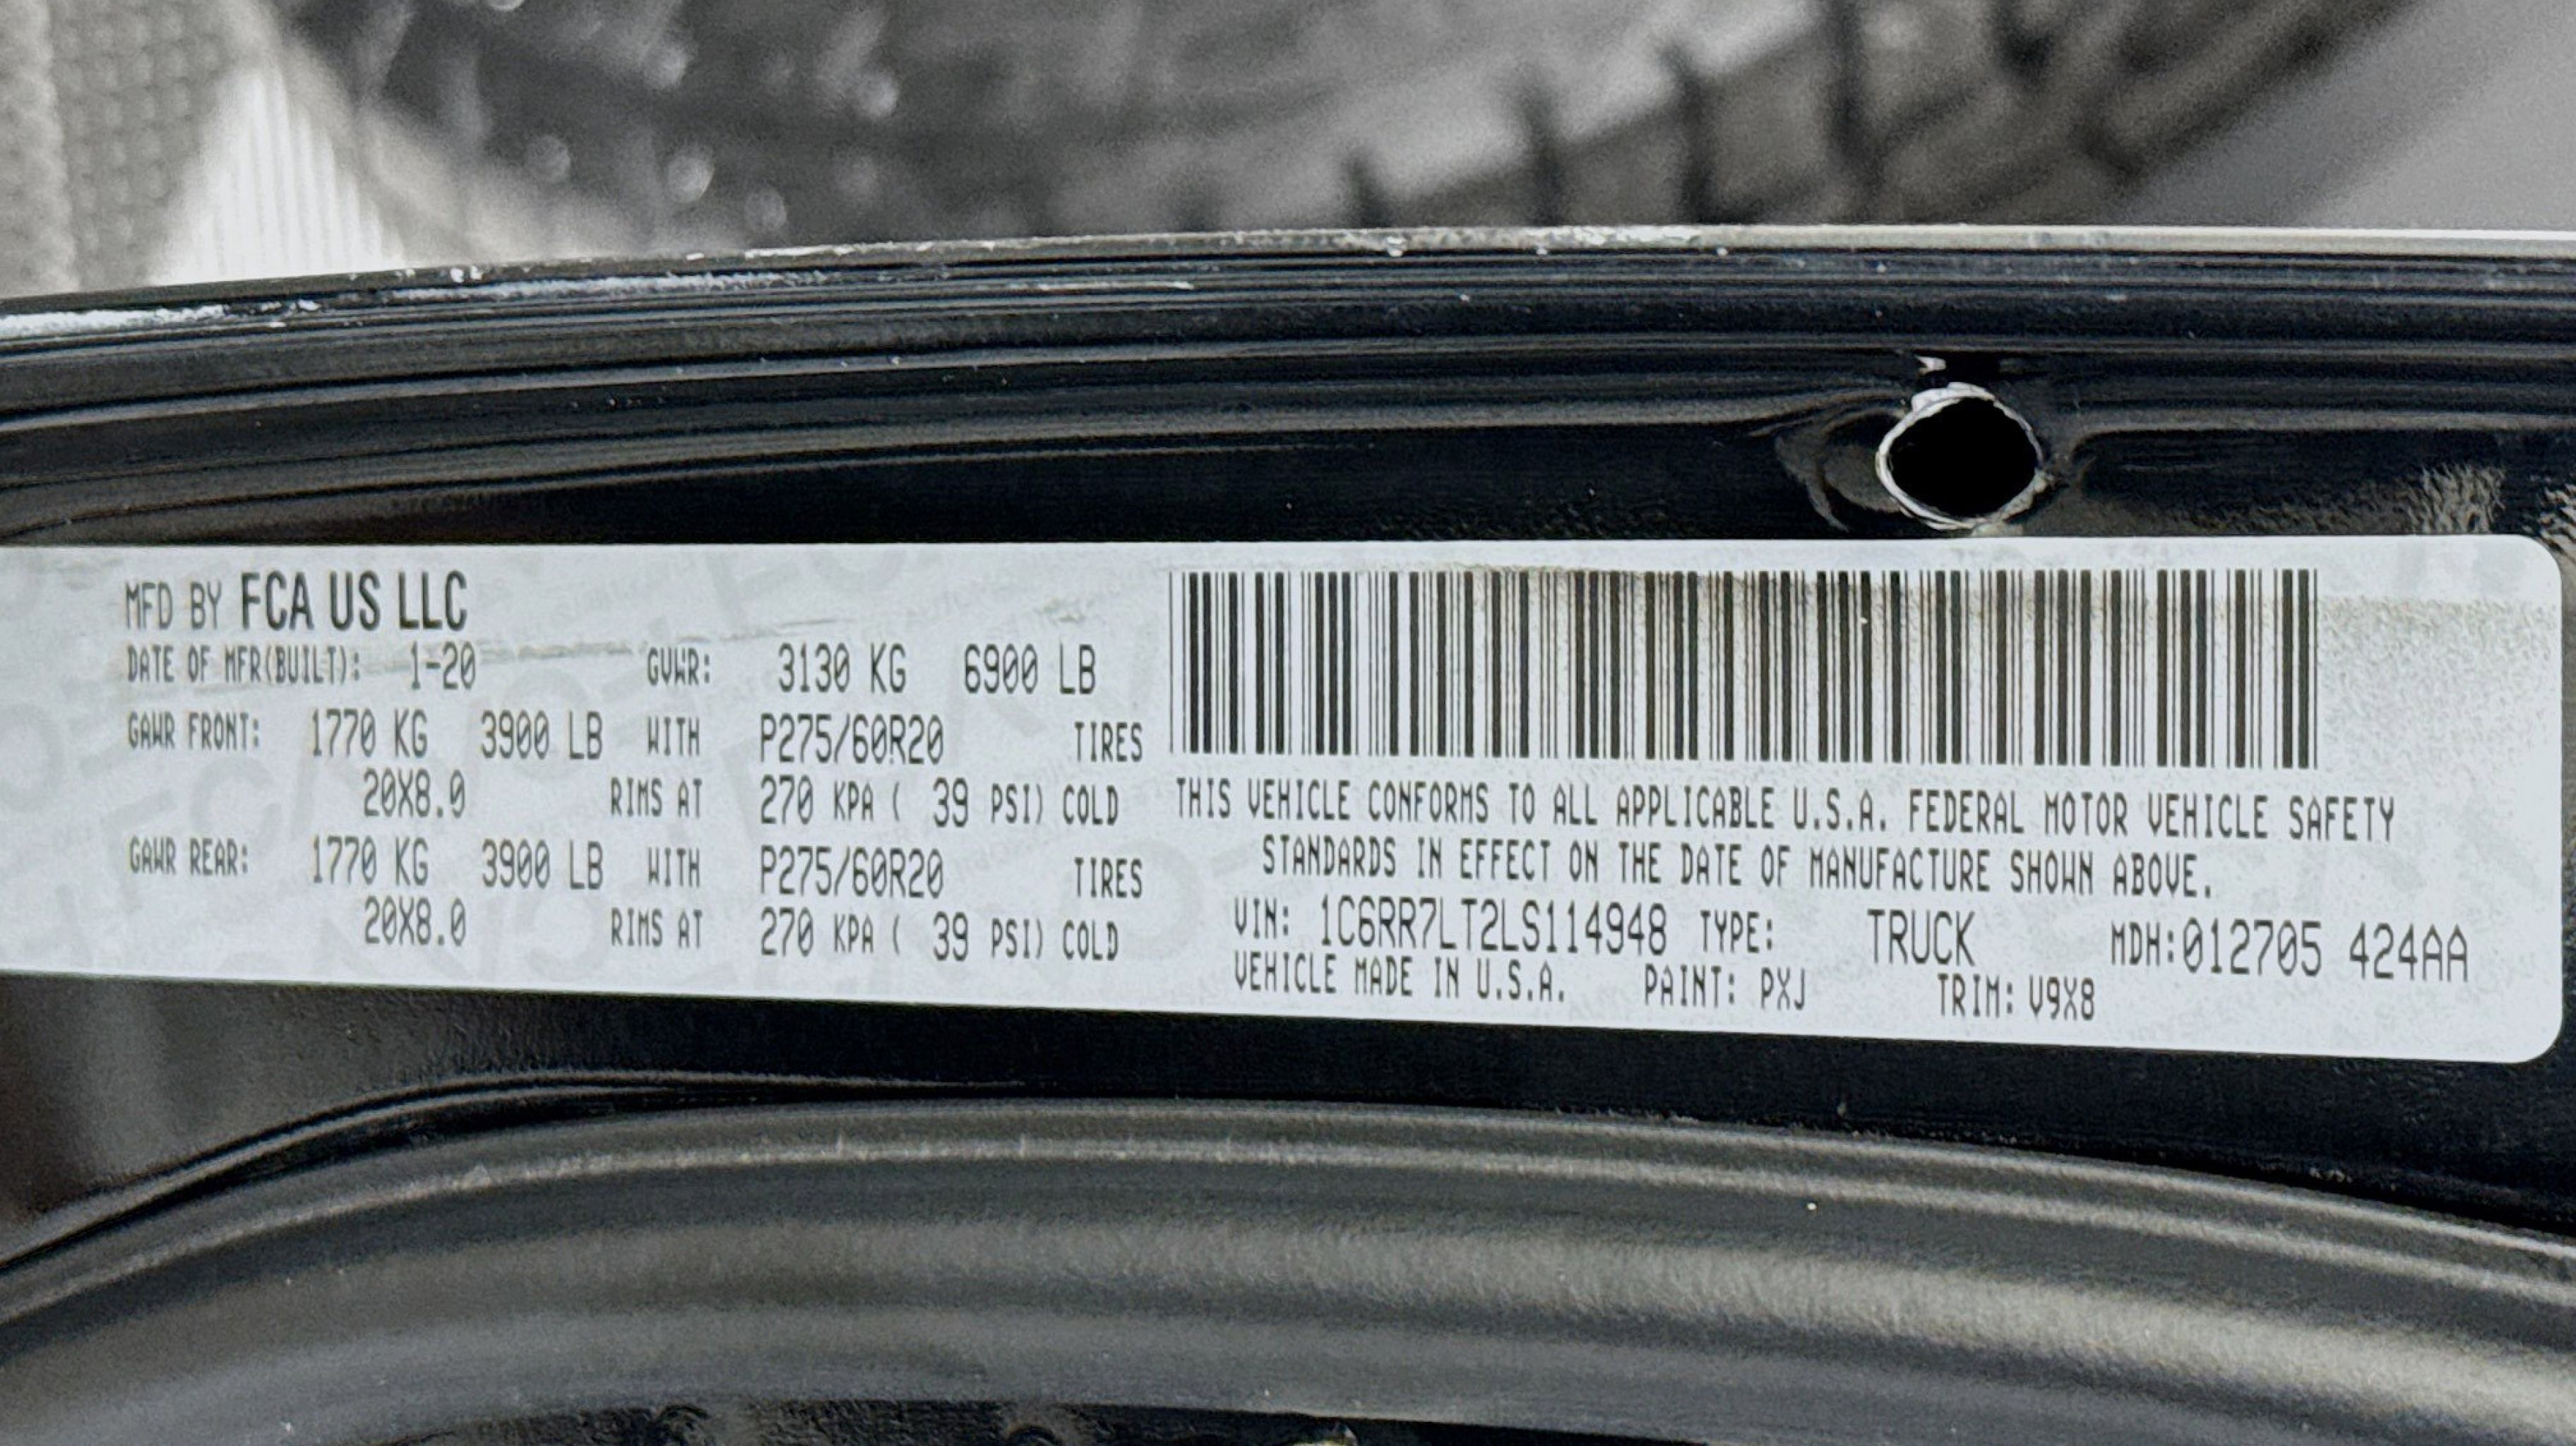 MFD BY FCA US LLC
DATE OF MFR(BUILT): 1-20 GVWR: 3130 KG 6900 LB
GAWR FRONT: 1770 KG 3900 LB WITH P275/60R20 TIRES
20X8.0 RIMS AT 270 KPA ( 39 PSI) COLD
GAWR REAR: 1770 KG 3900 LB WITH P275/60R20 TIRES
20X8.0 RIMS AT 270 KPA ( 39 PSI) COLD
THIS VEHICLE CONFORMS TO ALL APPLICABLE U.S.A. FEDERAL MOTOR VEHICLE SAFETY
STANDARDS IN EFFECT ON THE DATE OF MANUFACTURE SHOWN ABOVE.
VIN: 1C6RR7LT2LS114948 TYPE: TRUCK MDH:012705 424AA
VEHICLE MADE IN U.S.A. PAINT: PXJ TRIM: V9X8